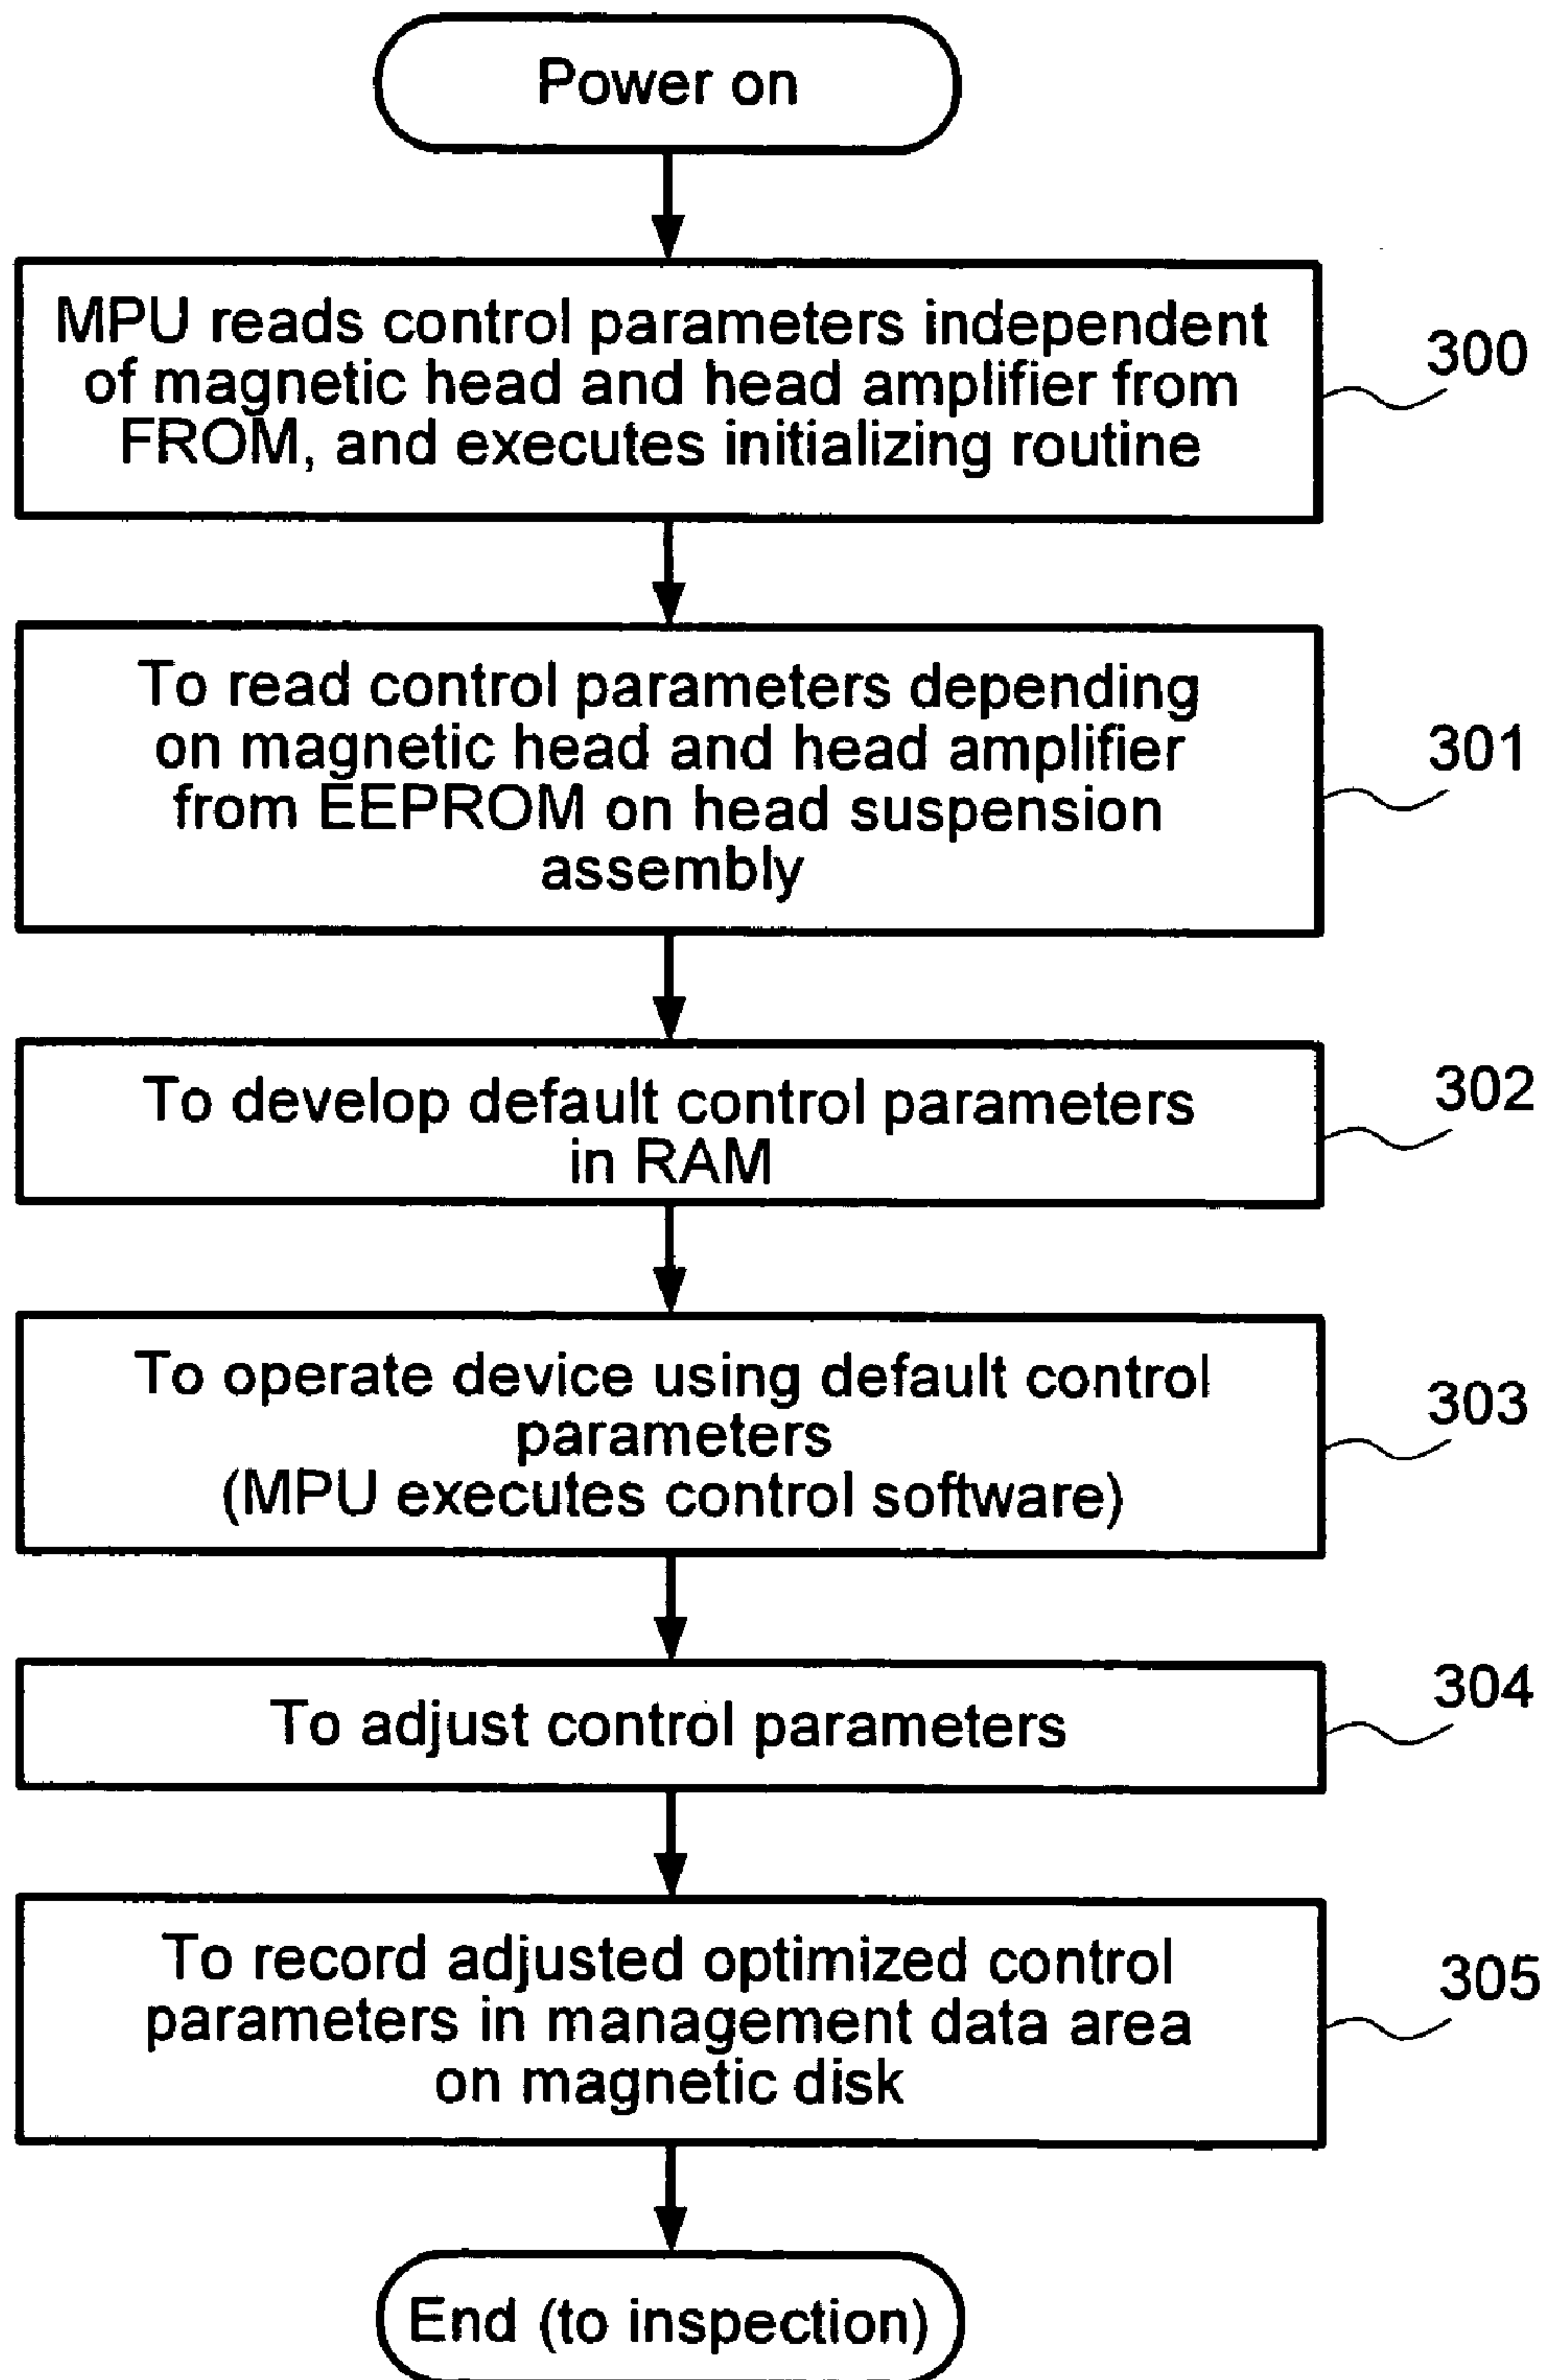 Power on
MPU reads control parameters independent
of magnetic head and head amplifier from
FROM, and executes initializing routine
300
To read control parameters depending
on magnetic head and head amplifier
from EEPROM on head suspension
assembly
301
To develop default control parameters
in RAM
302
To operate device using default control
parameters
(MPU executes control software)
303
To adjust control parameters
304
To record adjusted optimized control
parameters in management data area
on magnetic disk
305
End (to inspection)